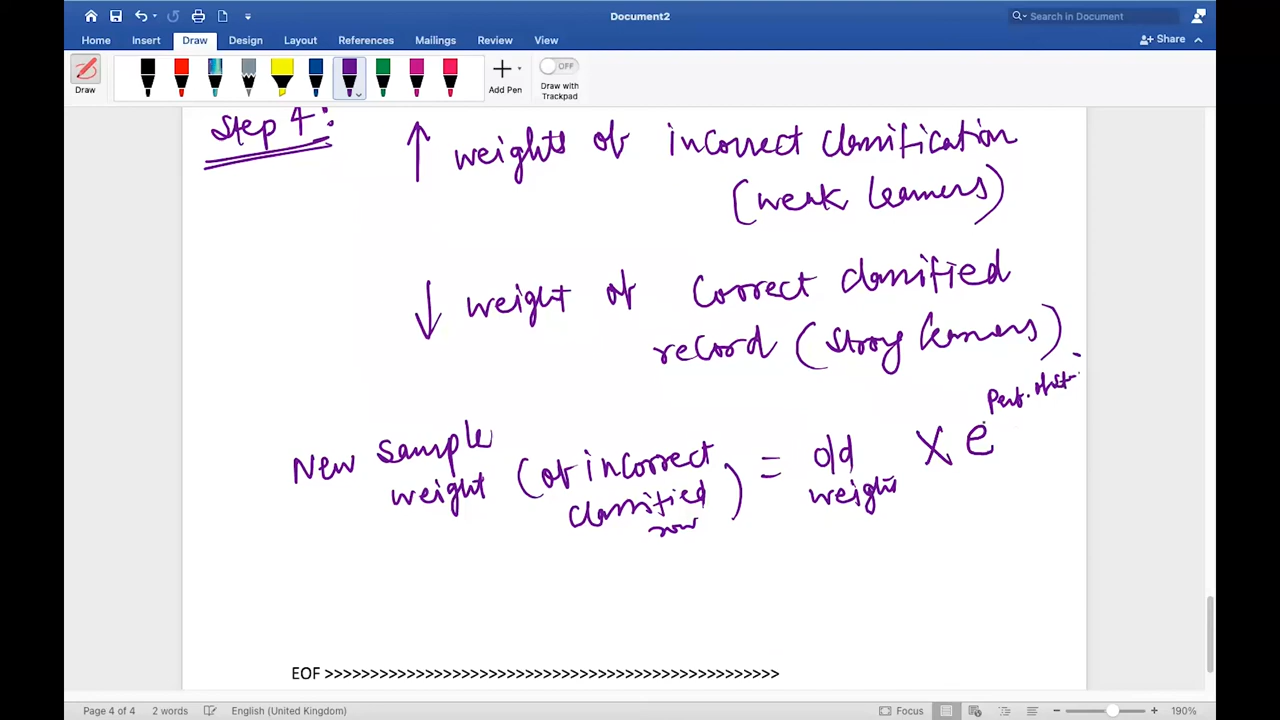 Document2
Search in Document
Home Insert Draw Design Layout References Mailings Review View
Share
Draw
Add Pen
OFF
Draw with Trackpad
Step 4:
↑ weights of incorrect classification
(weak learners)
↓ weight of correct classified
record (strong learners)
New sample weight (of incorrect classified row) = old weight X e
Perf.
EOF >>>>>>>>>>>>>>>>>>>>>>>>>>>>>>>>>>>>>>>>>>>>>>>>>>
Page 4 of 4 2 words English (United Kingdom) Focus 190%